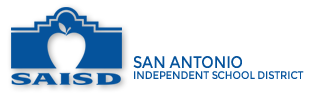 SAISD
SAN ANTONIO
INDEPENDENT SCHOOL DISTRICT